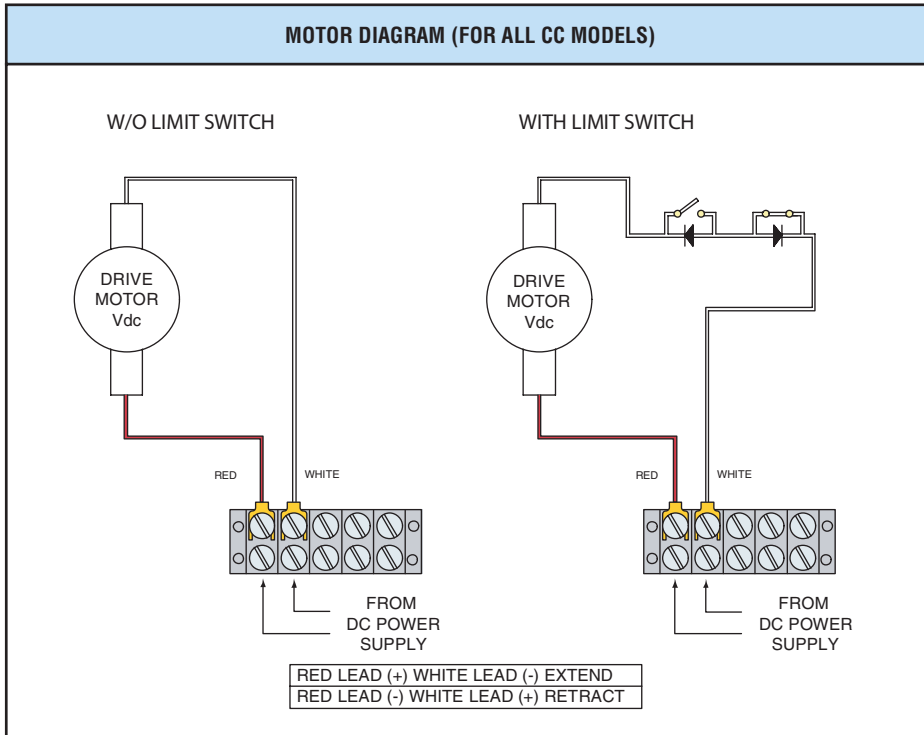 MOTOR DIAGRAM (FOR ALL CC MODELS)
W/O LIMIT SWITCH
DRIVE
MOTOR
Vdc
RED
WHITE
FROM
DC POWER
SUPPLY
WITH LIMIT SWITCH
DRIVE
MOTOR
Vdc
RED
WHITE
FROM
DC POWER
SUPPLY
RED LEAD (+) WHITE LEAD (-) EXTEND
RED LEAD (-) WHITE LEAD (+) RETRACT